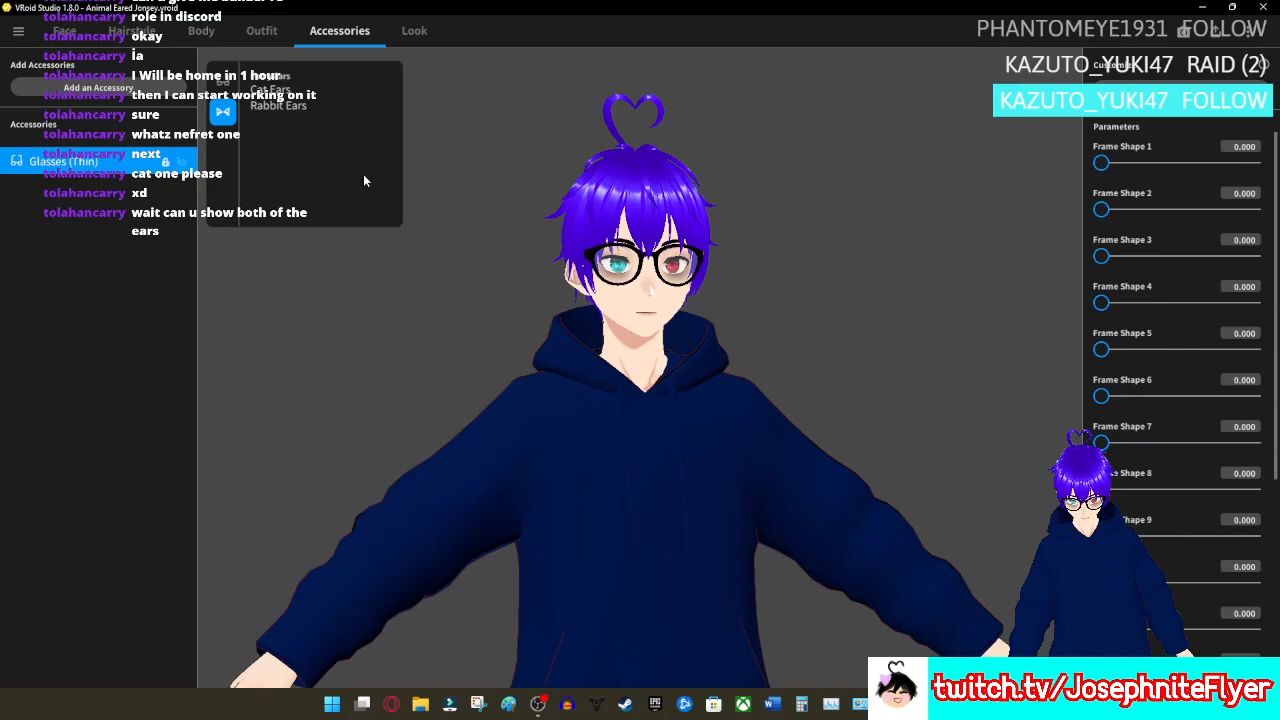 VRoid Studio 1.8.0 - Animal Eared Jonsey.vroid
tolahancarry role in discord
Face Hairstyle Body Outfit Accessories Look
tolahancarry okay
tolahancarry İa
tolahancarry I Will be home in 1 hour
tolahancarry then I can start working on it
tolahancarry sure
tolahancarry whatz nefret one
tolahancarry next
tolahancarry cat one please
tolahancarry xd
tolahancarry wait can u show both of the
ears
Add Accessories
Add an Accessory
Accessories
Glasses (Thin)
Cat Ears
Rabbit Ears
PHANTOMEYE1931 FOLLOW
KAZUTO_YUKI47 RAID (2)
KAZUTO_YUKI47 FOLLOW
Parameters
Frame Shape 1 0.000
Frame Shape 2 0.000
Frame Shape 3 0.000
Frame Shape 4 0.000
Frame Shape 5 0.000
Frame Shape 6 0.000
Frame Shape 7 0.000
Shape 8 0.000
hape 9 0.000
0.000
0.000
twitch.tv/JosephniteFlyer